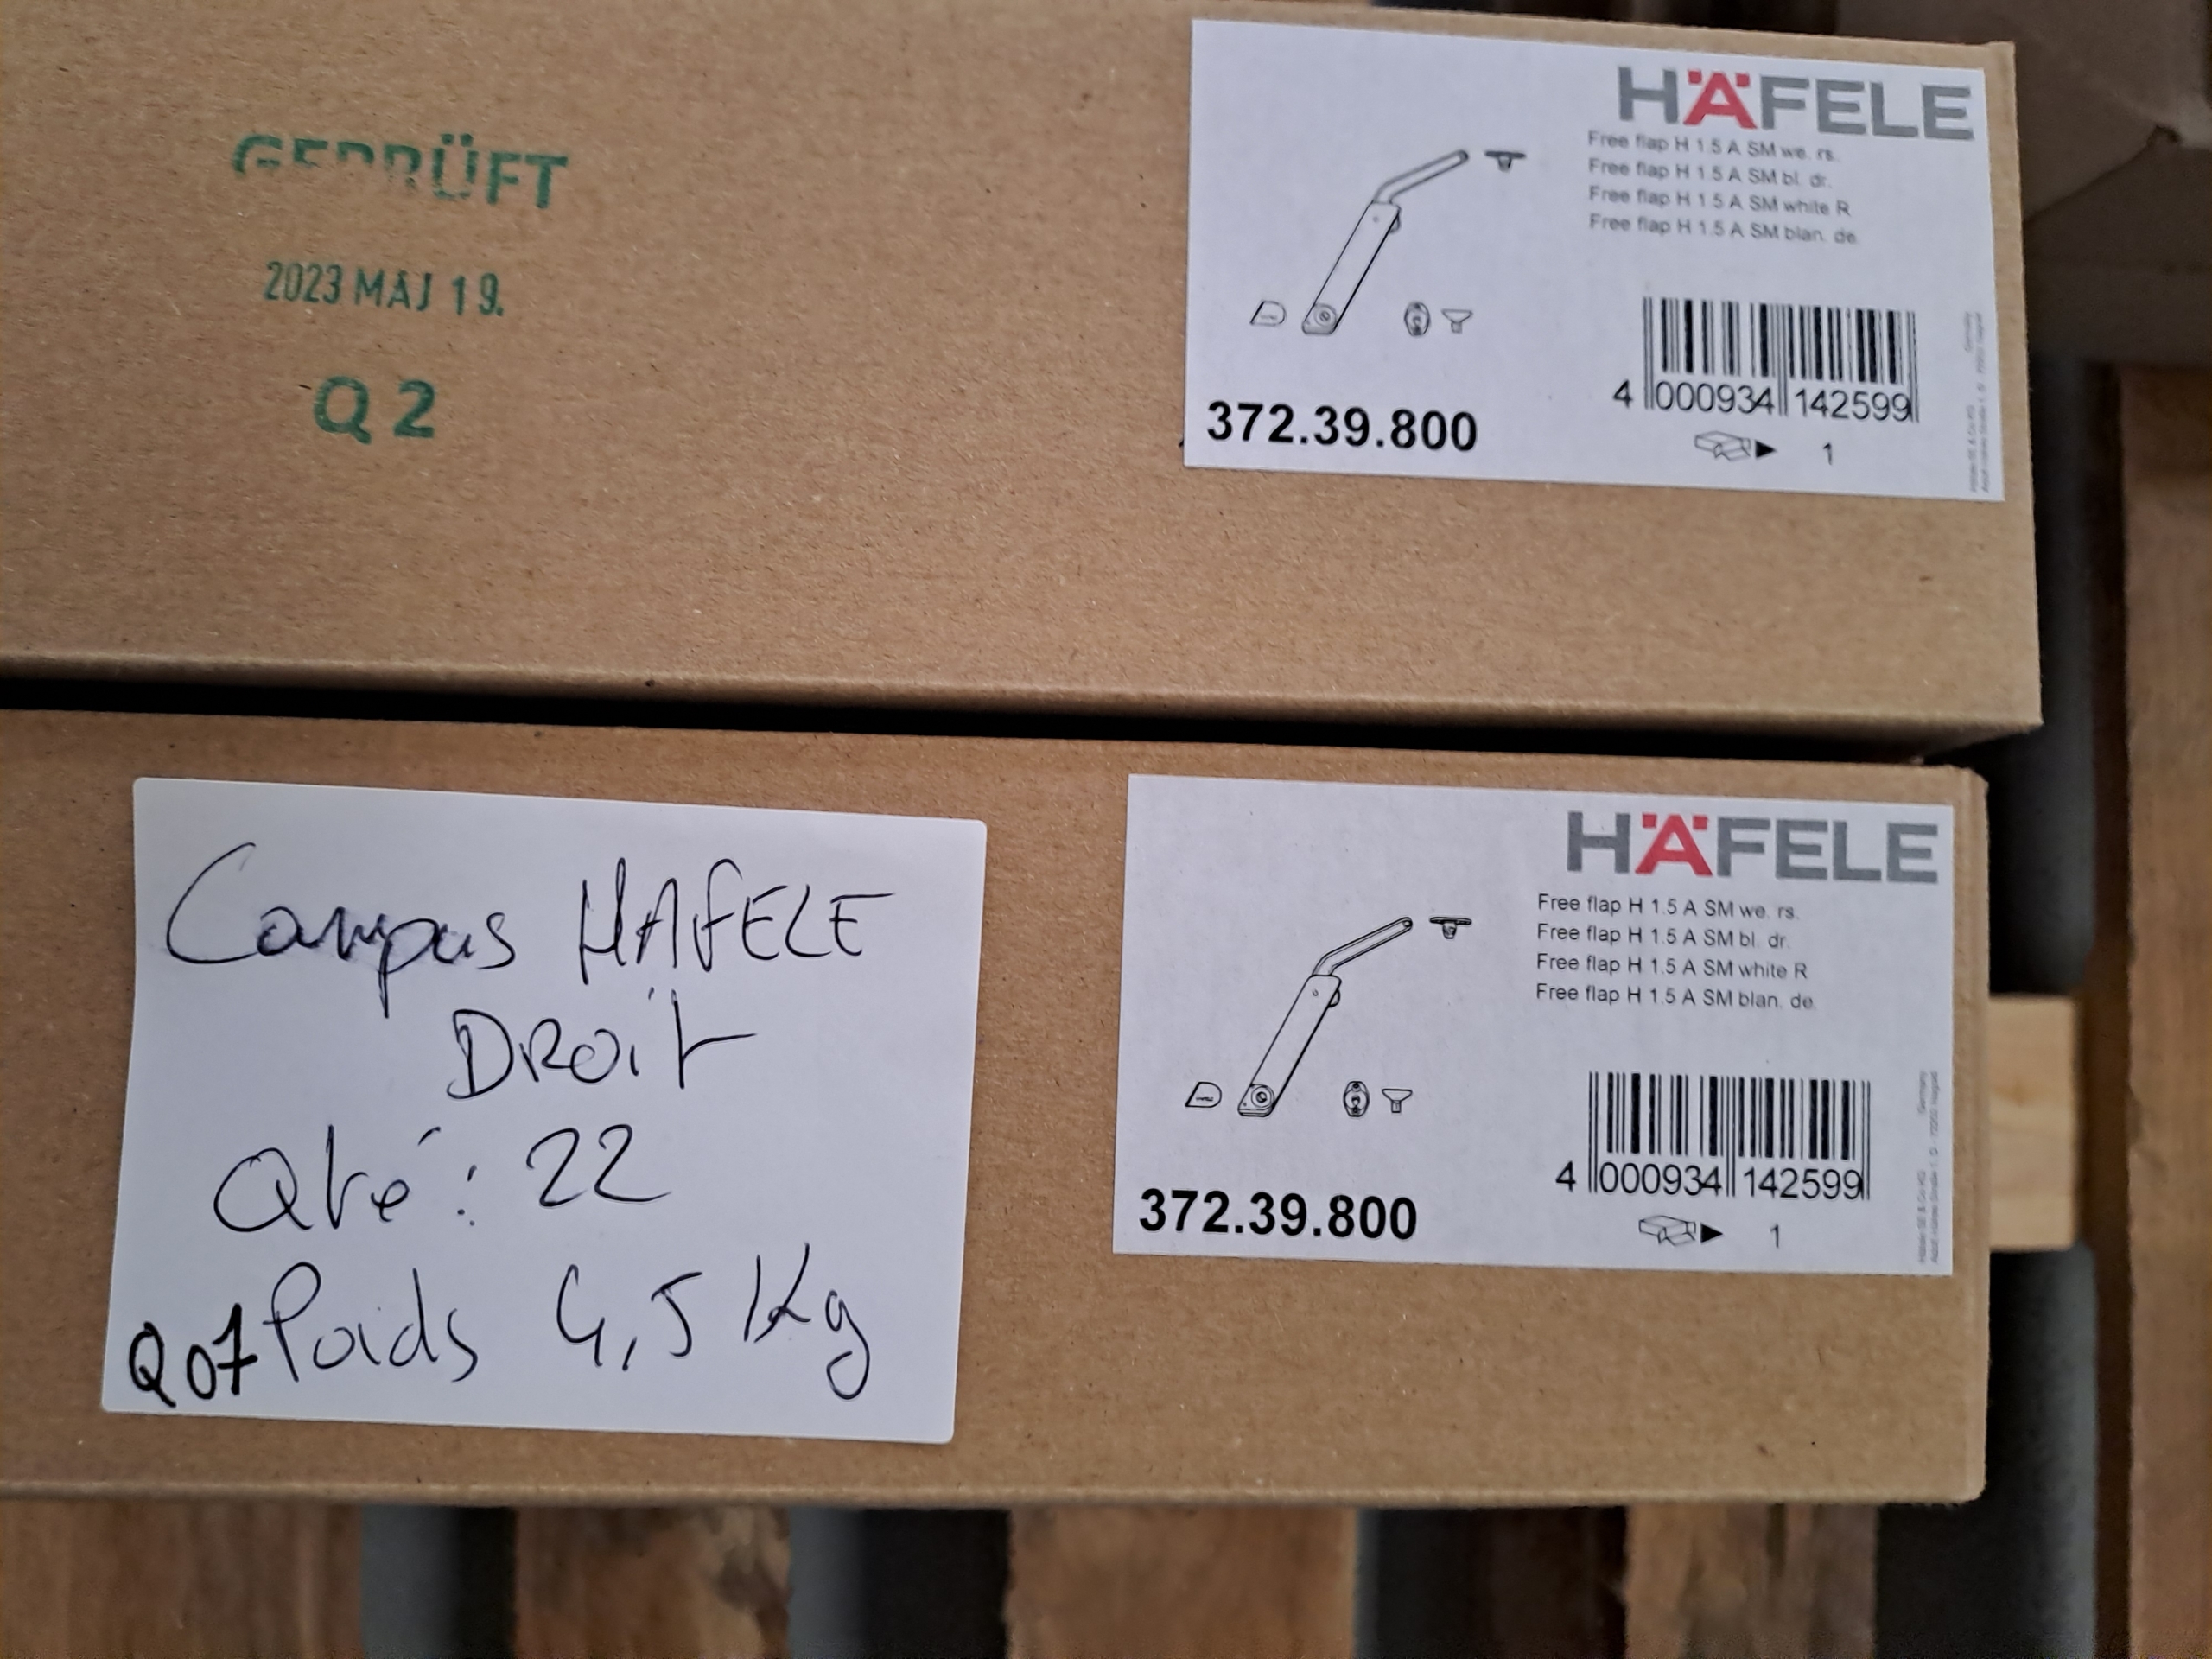 GEPRÜFT
2023 MÁJ 19.
Q 2
HÄFELE
Free flap H 1.5 A SM we. rs.
Free flap H 1.5 A SM bl. dr.
Free flap H 1.5 A SM white R
Free flap H 1.5 A SM blan. de.
4 000934 142599
372.39.800
1
Campus HAFELE
DROit
Qté : 22
Q07 Poids 4,5 Kg
HÄFELE
Free flap H 1.5 A SM we. rs.
Free flap H 1.5 A SM bl. dr.
Free flap H 1.5 A SM white R
Free flap H 1.5 A SM blan. de.
4 000934 142599
372.39.800
1